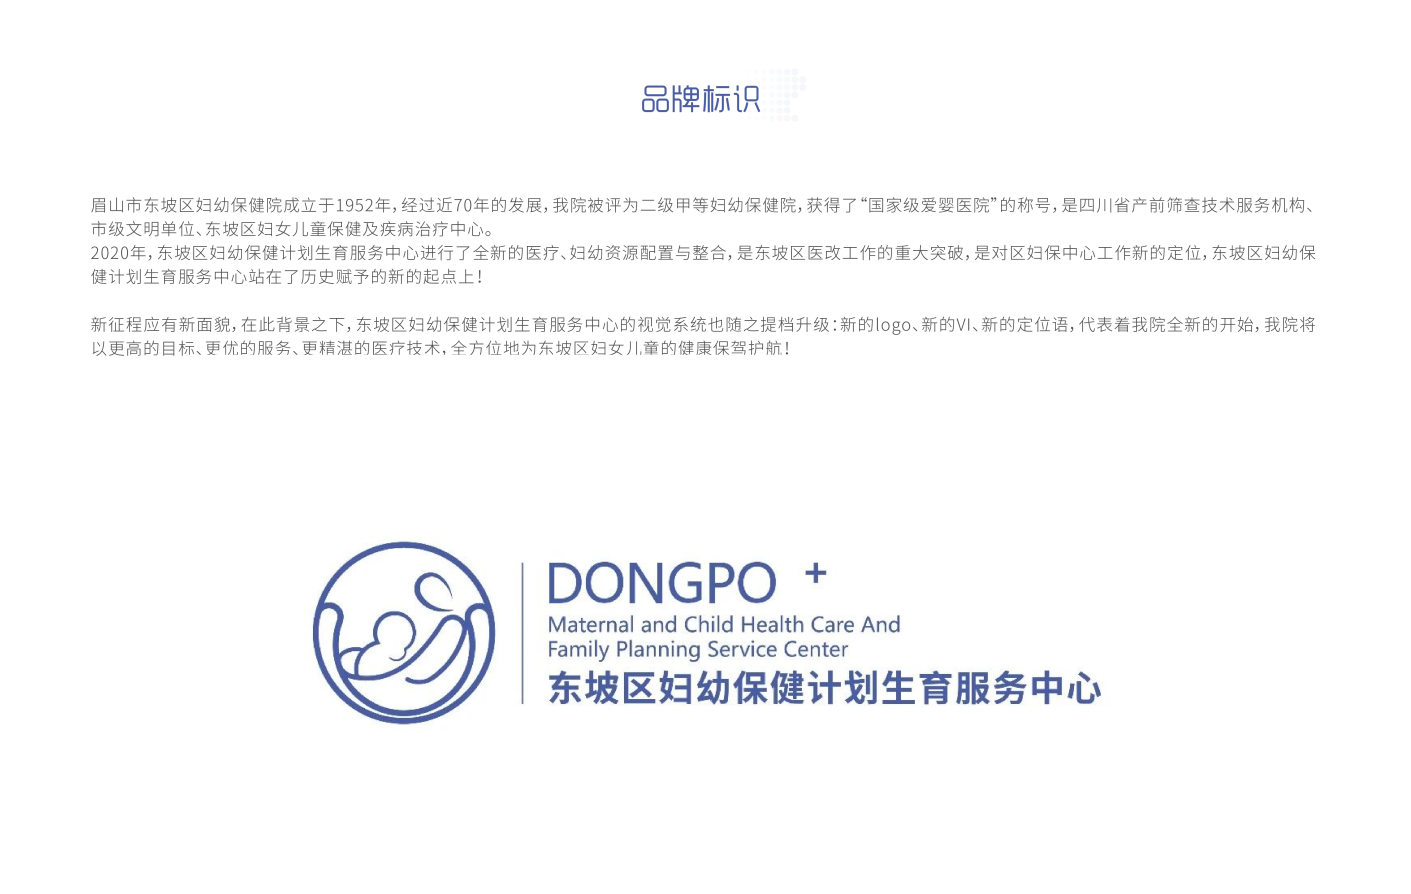 品牌标识
眉山市东坡区妇幼保健院成立于1952年，经过近70年的发展，我院被评为二级甲等妇幼保健院，获得了“国家级爱婴医院”的称号，是四川省产前筛查技术服务机构、
市级文明单位、东坡区妇女儿童保健及疾病治疗中心。
2020年，东坡区妇幼保健计划生育服务中心进行了全新的医疗、妇幼资源配置与整合，是东坡区医改工作的重大突破，是对区妇保中心工作新的定位，东坡区妇幼保
健计划生育服务中心站在了历史赋予的新的起点上！
新征程应有新面貌，在此背景之下，东坡区妇幼保健计划生育服务中心的视觉系统也随之提档升级：新的logo、新的VI、新的定位语，代表着我院全新的开始，我院将
以更高的目标、更优的服务、更精湛的医疗技术，全方位地为东坡区妇女儿童的健康保驾护航！
DONGPO +
Maternal and Child Health Care And
Family Planning Service Center
东坡区妇幼保健计划生育服务中心